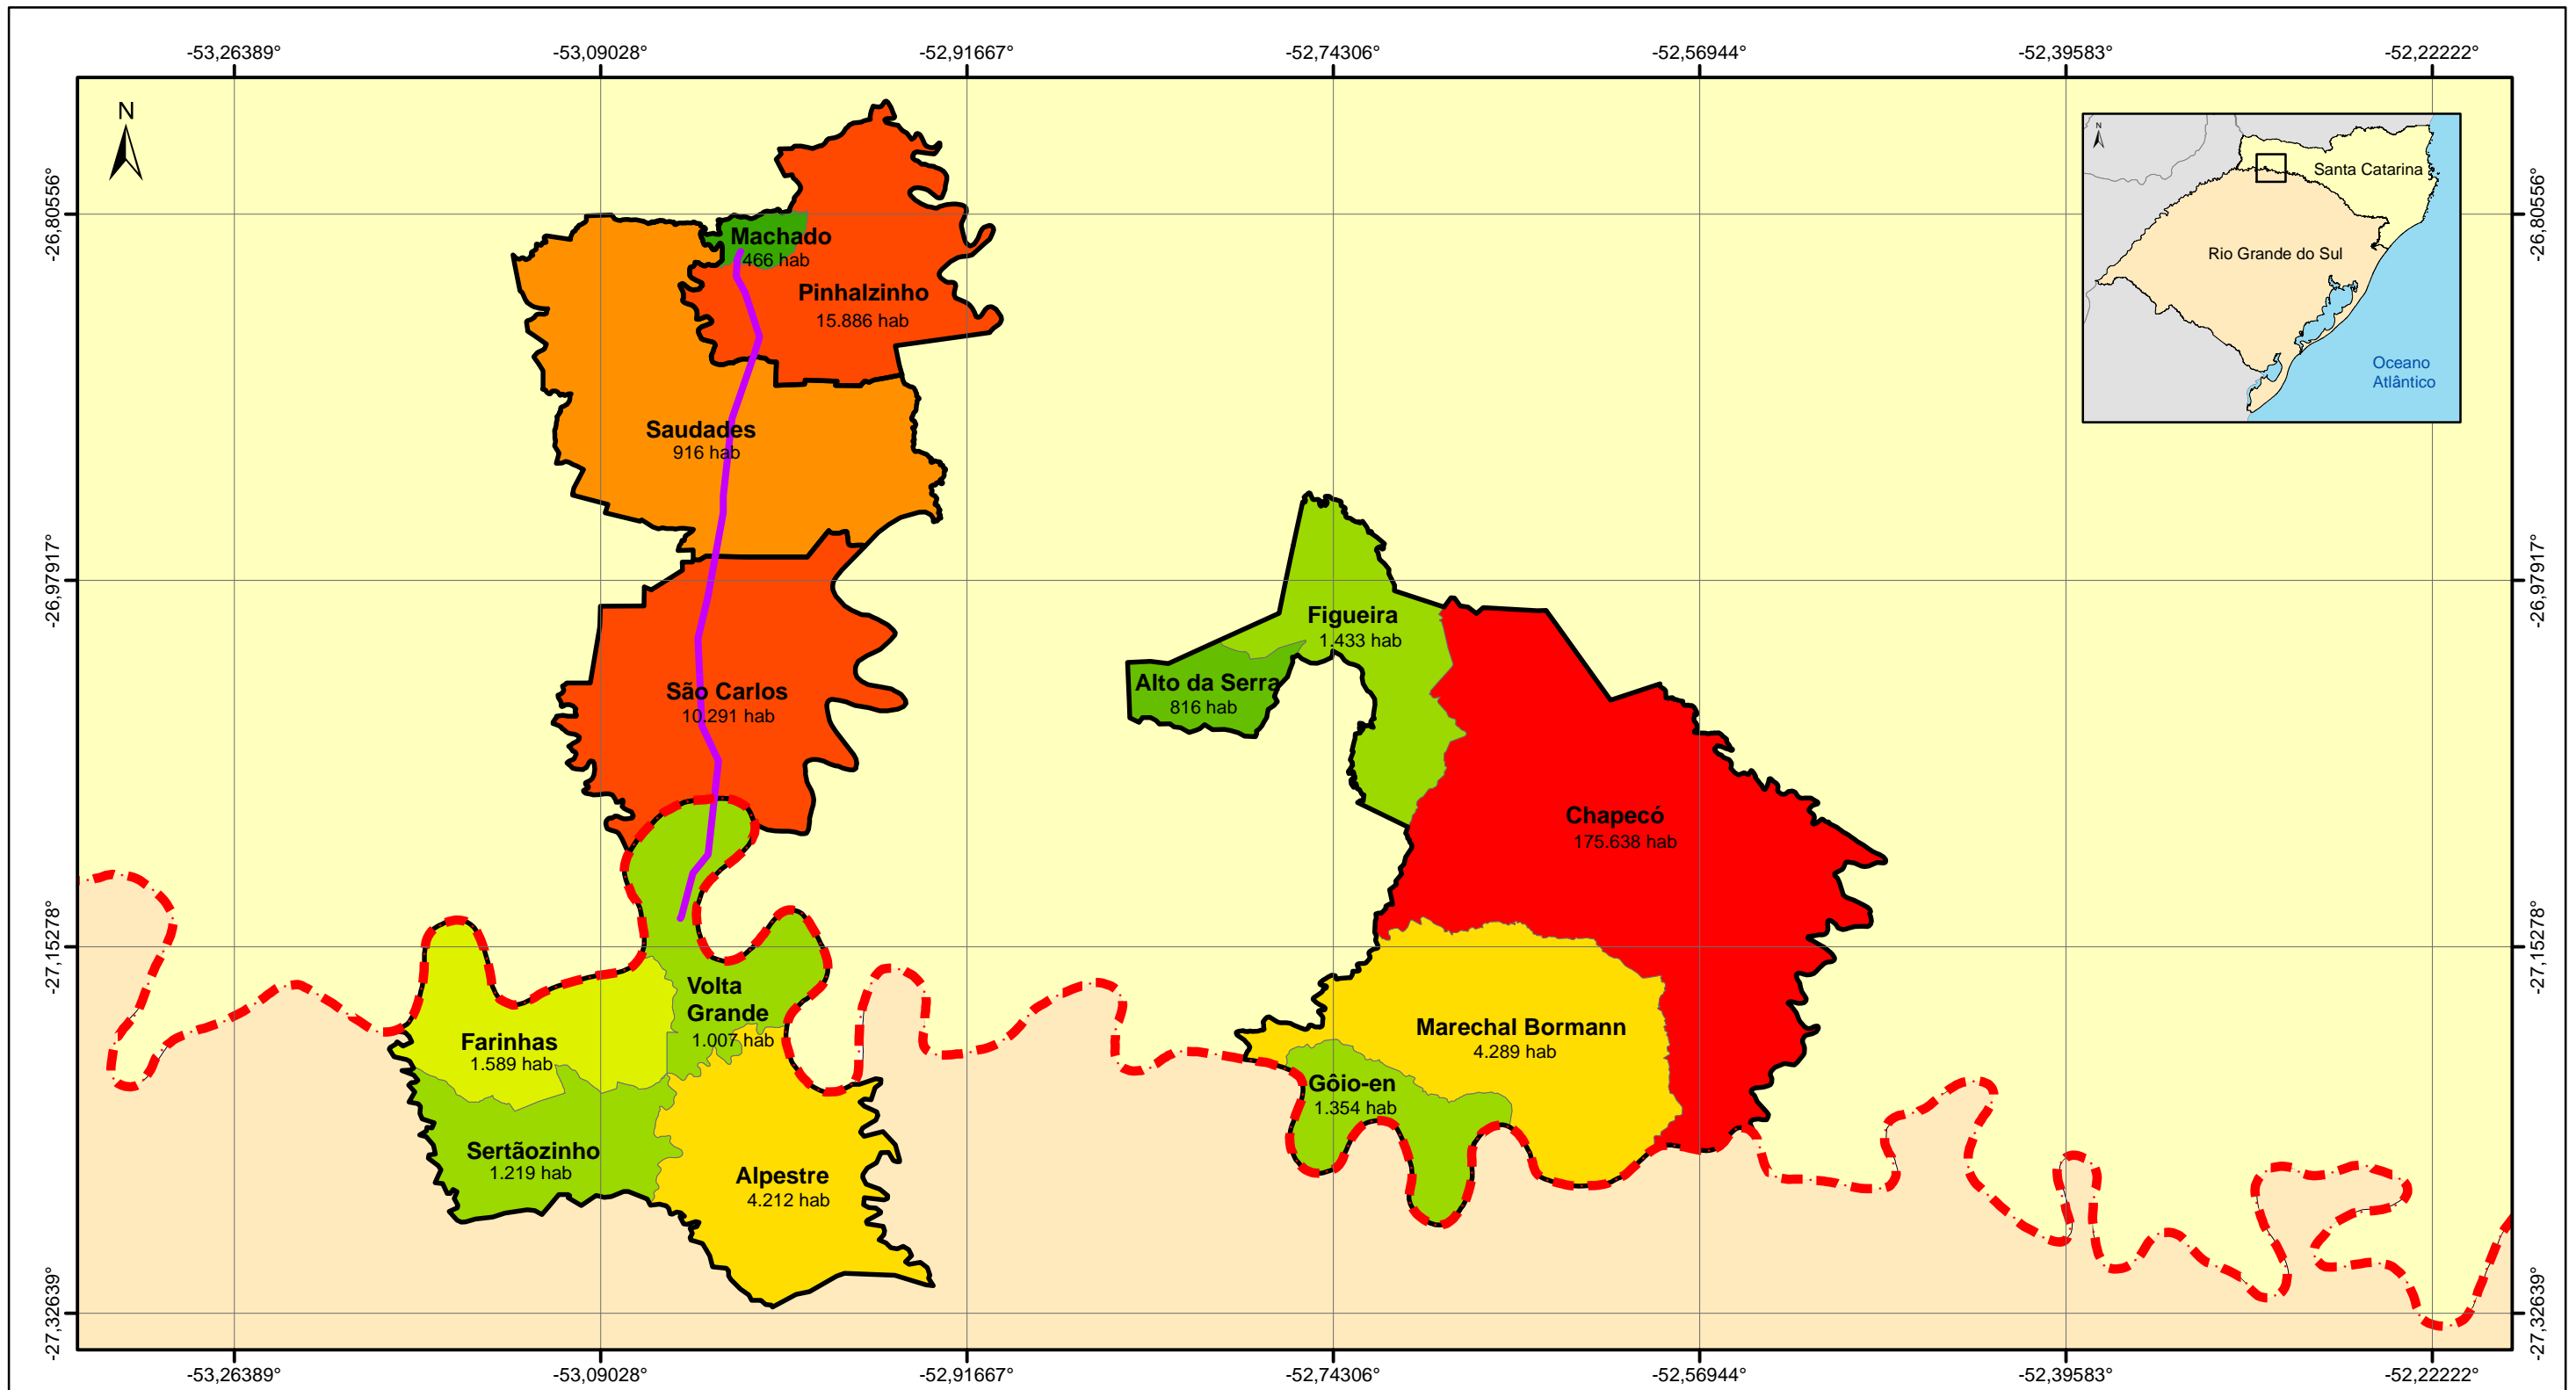 -53,26389° -53,09028° -52,91667° -52,74306° -52,56944° -52,39583° -52,22222°
N
-26,80556°
-26,80556°
N
Santa Catarina
Rio Grande do Sul
Oceano
Atlântico
Machado
466 hab
Pinhalzinho
15.886 hab
Saudades
916 hab
-26,97917°
-26,97917°
Figueira
1.433 hab
Alto da Serra
816 hab
São Carlos
10.291 hab
Chapecó
175.638 hab
-27,15278°
-27,15278°
Volta
Grande
1.007 hab
Farinhas
1.589 hab
Marechal Bormann
4.289 hab
Gôio-en
1.354 hab
Sertãozinho
1.219 hab
Alpestre
4.212 hab
-27,32639°
-27,32639°
-53,26389° -53,09028° -52,91667° -52,74306° -52,56944° -52,39583° -52,22222°